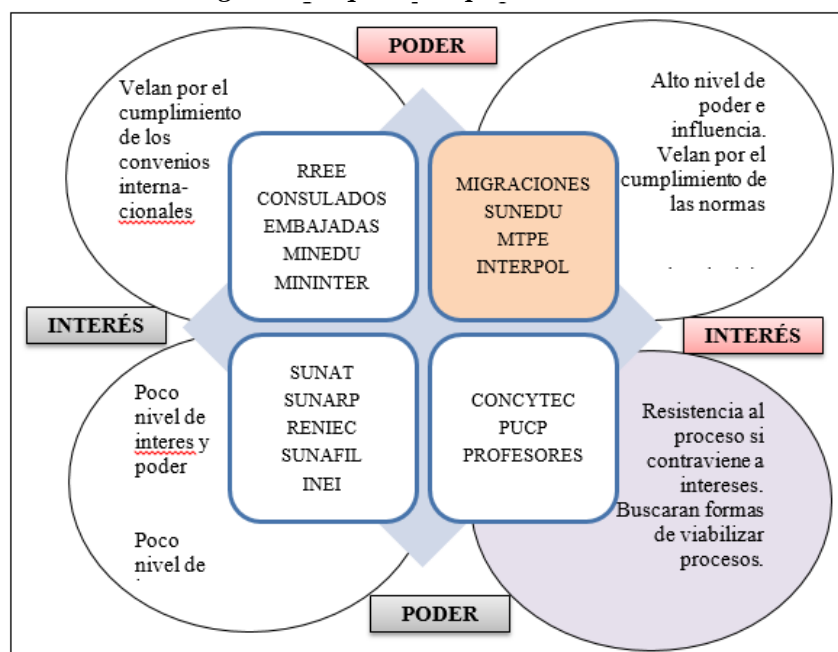 PODER
Velan por el
cumplimiento
de los
convenios
interna-
cionales
Alto nivel de
poder e
influencia.
Velan por el
cumplimiento de
las normas
RREE
CONSULADOS
EMBAJADAS
MINEDU
MININTER
MIGRACIONES
SUNEDU
MTPE
INTERPOL
INTERÉS
INTERÉS
SUNAT
SUNARP
RENIEC
SUNAFIL
INEI
CONCYTEC
PUCP
PROFESORES
Poco
nivel de
interes y
poder
Poco
nivel de
Resistencia al
proceso si
contraviene a
intereses.
Buscaran formas
de viabilizar
procesos.
PODER